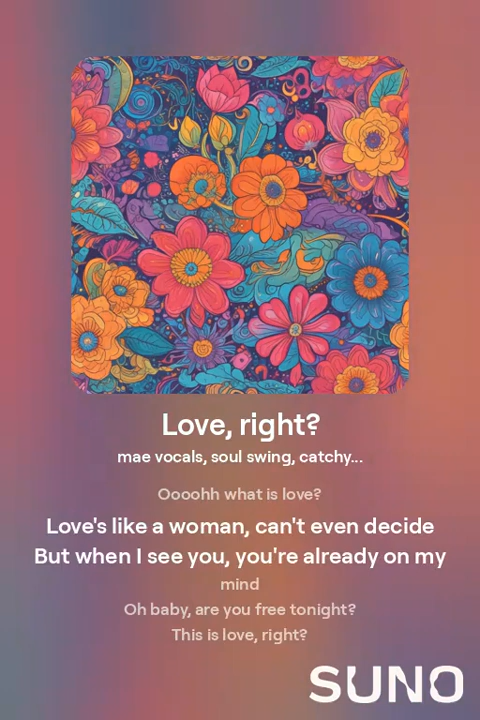 Love, right?
mae vocals, soul swing, catchy...
Oooohh what is love?
Love's like a woman, can't even decide
But when I see you, you're already on my
mind
Oh baby, are you free tonight?
This is love, right?
SUNO